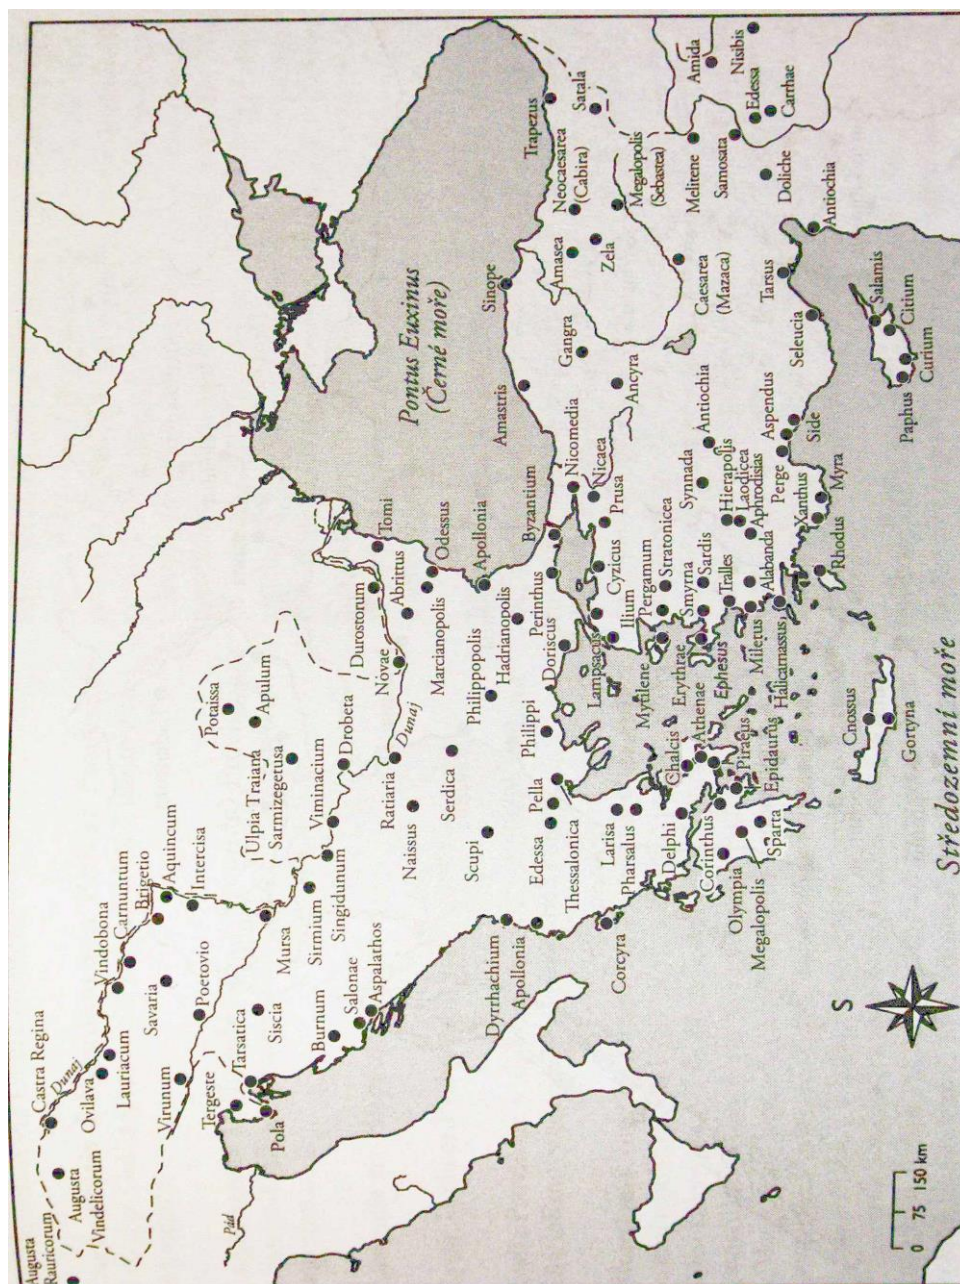 Augusta
Rauricorum
Augusta
Vindelicorum
Castra Regina
Dunaj
Ovilava
Lauriacum
Vindobona
Carnuntum
Brigetio
Aquincum
Intercisa
Savaria
Poetovio
Virunum
Tergeste
Tarsatica
Pola
Siscia
Mursa
Sirmium
Singidunum
Viminacium
Burnum
Salonae
Aspalathos
Pád
Potaissa
Apulum
Ulpia Traiana
Sarmizegetusa
Drobeta
Dunaj
Ratiaria
Naissus
Serdica
Scupi
Novae
Durostorum
Abrittus
Marcianopolis
Tomi
Odessus
Apollonia
Philippopolis
Hadrianopolis
Pontus Euxinus
(Černé moře)
Byzantium
Perinthus
Doriscus
Philippi
Pella
Edessa
Thessalonica
Larisa
Pharsalus
Delphi
Dyrrhachium
Apollonia
Corcyra
Chalcis
Athenae
Piraeus
Epidaurus
Corinthus
Olympia
Megalopolis
Sparta
Cnossus
Gortyna
Lampsacus
Ilium
Cyzicus
Mytilene
Pergamum
Stratonicea
Erythrae
Smyrna
Sardis
Ephesus
Tralles
Miletus
Alabanda
Halicarnassus
Hierapolis
Laodicea
Aphrodisias
Xanthus
Rhodus
Myra
Nicomedia
Nicaea
Prusa
Synnada
Antiochia
Perge
Aspendus
Side
Amastris
Sinope
Gangra
Ancyra
Amasea
Zela
Neocaesarea
(Cabira)
Megalopolis
(Sebastea)
Trapezus
Satala
Melitene
Samosata
Caesarea
(Mazaca)
Tarsus
Seleucia
Doliche
Antiochia
Amida
Nisibis
Edessa
Carrhae
Salamis
Citium
Curium
Paphus
Středozemní moře
S
0 75 150 km